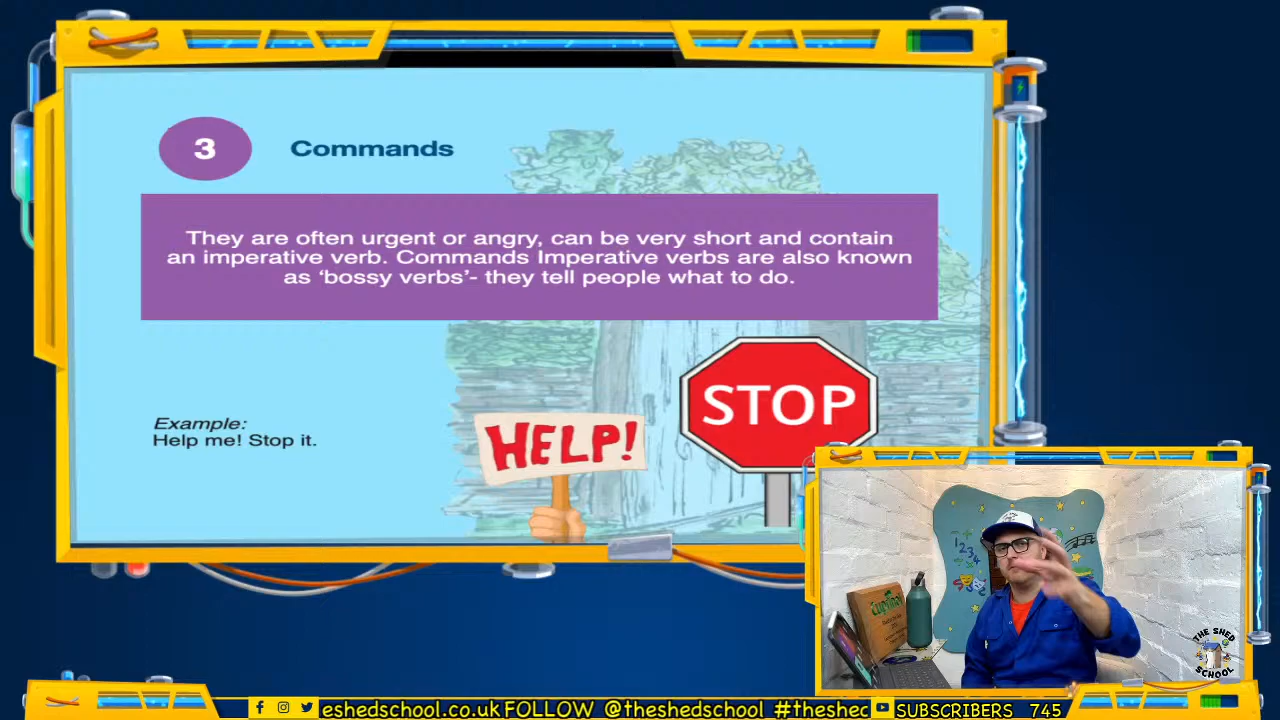 3 Commands
They are often urgent or angry, can be very short and contain
an imperative verb. Commands Imperative verbs are also known
as ‘bossy verbs’- they tell people what to do.
Example:
Help me! Stop it.
HELP!
STOP
1234
THE SHED
SCHOOL
eshedschool.co.uk FOLLOW @theshedschool #theshec SUBSCRIBERS 745